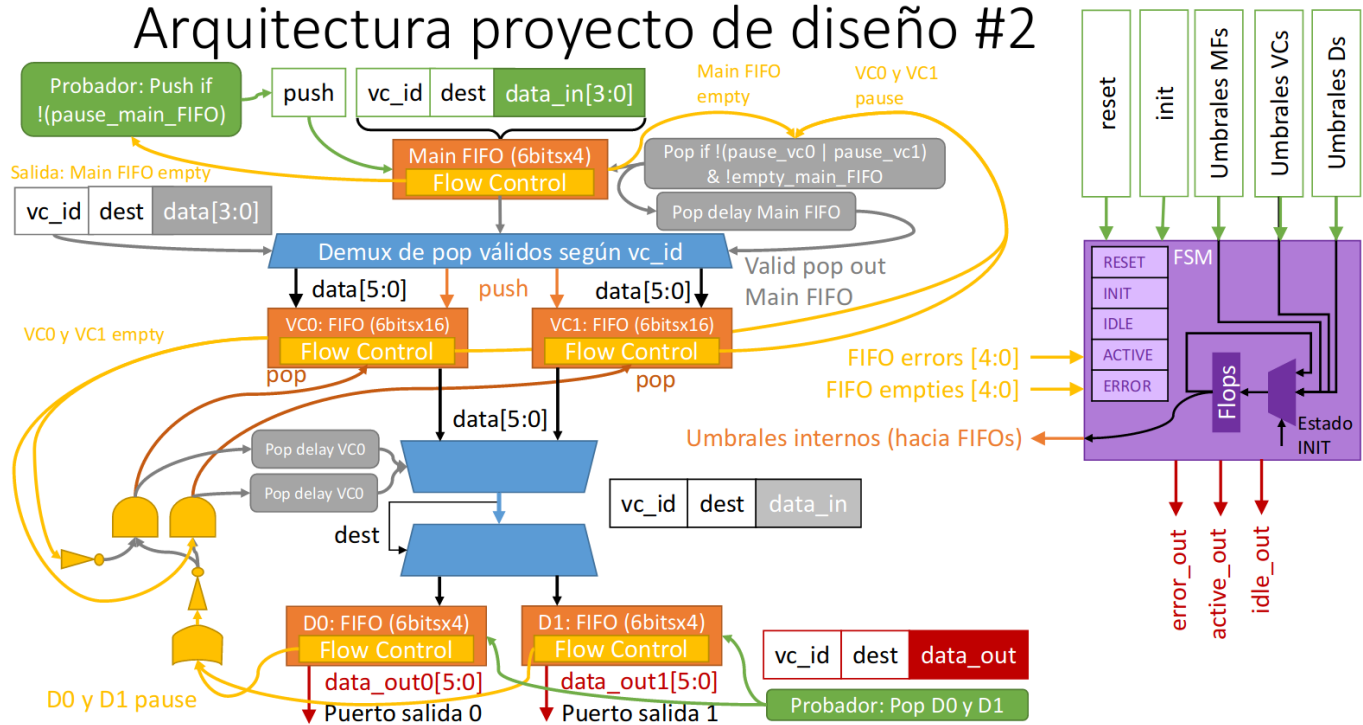 Arquitectura proyecto de diseño #2
Probador: Push if
!(pause_main_FIFO)
push
vc_id
dest
data_in[3:0]
Main FIFO
empty
VC0 y VC1
pause
Main FIFO (6bitsx4)
Flow Control
Pop if !(pause_vc0 | pause_vc1)
& !empty_main_FIFO
Pop delay Main FIFO
Salida: Main FIFO empty
vc_id
dest
data[3:0]
Demux de pop válidos según vc_id
Valid pop out
Main FIFO
data[5:0]
push
data[5:0]
VC0 y VC1 empty
VC0: FIFO (6bitsx16)
Flow Control
VC1: FIFO (6bitsx16)
Flow Control
pop
pop
data[5:0]
Pop delay VC0
Pop delay VC0
vc_id
dest
data_in
dest
D0: FIFO (6bitsx4)
Flow Control
D1: FIFO (6bitsx4)
Flow Control
vc_id
dest
data_out
D0 y D1 pause
data_out0[5:0]
data_out1[5:0]
Puerto salida 0
Puerto salida 1
Probador: Pop D0 y D1
reset
init
Umbrales MFs
Umbrales VCs
Umbrales Ds
FSM
RESET
INIT
IDLE
ACTIVE
ERROR
FIFO errors [4:0]
FIFO empties [4:0]
Flops
Estado
INIT
Umbrales internos (hacia FIFOs)
error_out
active_out
idle_out